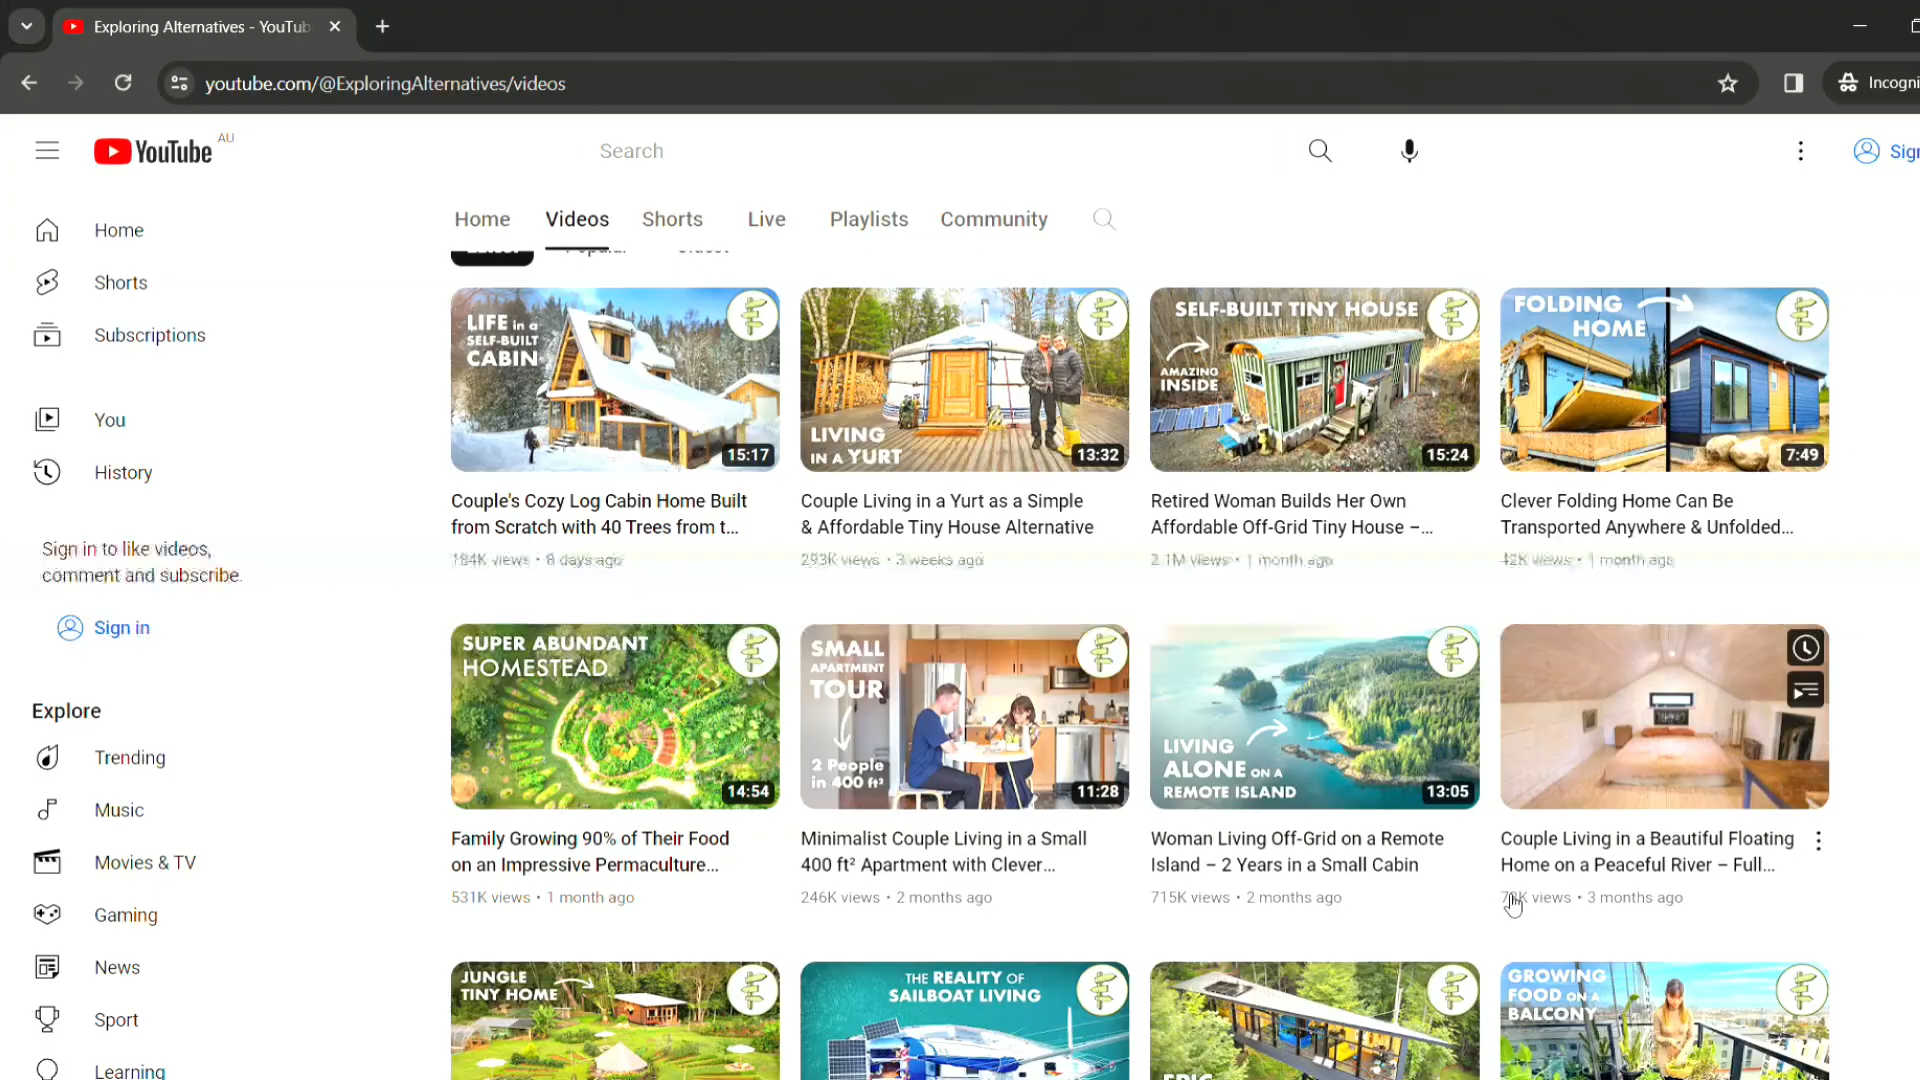 Exploring Alternatives - YouTub
youtube.com/@ExploringAlternatives/videos
Incogni
YouTube
AU
Search
Sign
Home
Videos
Shorts
Live
Playlists
Community
Home
Shorts
Subscriptions
You
History
Sign in to like videos,
comment and subscribe.
Sign in
Explore
Trending
Music
Movies & TV
Gaming
News
Sport
Learning
LIFE in a
SELF-BUILT
CABIN
15:17
Couple's Cozy Log Cabin Home Built
from Scratch with 40 Trees from t...
184K views • 8 days ago
LIVING
IN A YURT
13:32
Couple Living in a Yurt as a Simple
& Affordable Tiny House Alternative
293K views • 3 weeks ago
SELF-BUILT TINY HOUSE
AMAZING
INSIDE
15:24
Retired Woman Builds Her Own
Affordable Off-Grid Tiny House –...
2.1M views • 1 month ago
FOLDING
HOME
7:49
Clever Folding Home Can Be
Transported Anywhere & Unfolded...
42K views • 1 month ago
SUPER ABUNDANT
HOMESTEAD
14:54
Family Growing 90% of Their Food
on an Impressive Permaculture...
531K views • 1 month ago
SMALL
APARTMENT
TOUR
2 People
in 400 ft²
11:28
Minimalist Couple Living in a Small
400 ft² Apartment with Clever...
246K views • 2 months ago
LIVING
ALONE ON A
REMOTE ISLAND
13:05
Woman Living Off-Grid on a Remote
Island – 2 Years in a Small Cabin
715K views • 2 months ago
Couple Living in a Beautiful Floating
Home on a Peaceful River – Full...
views • 3 months ago
JUNGLE
TINY HOME
THE REALITY OF
SAILBOAT LIVING
EPIC
GROWING
FOOD ON A
BALCONY